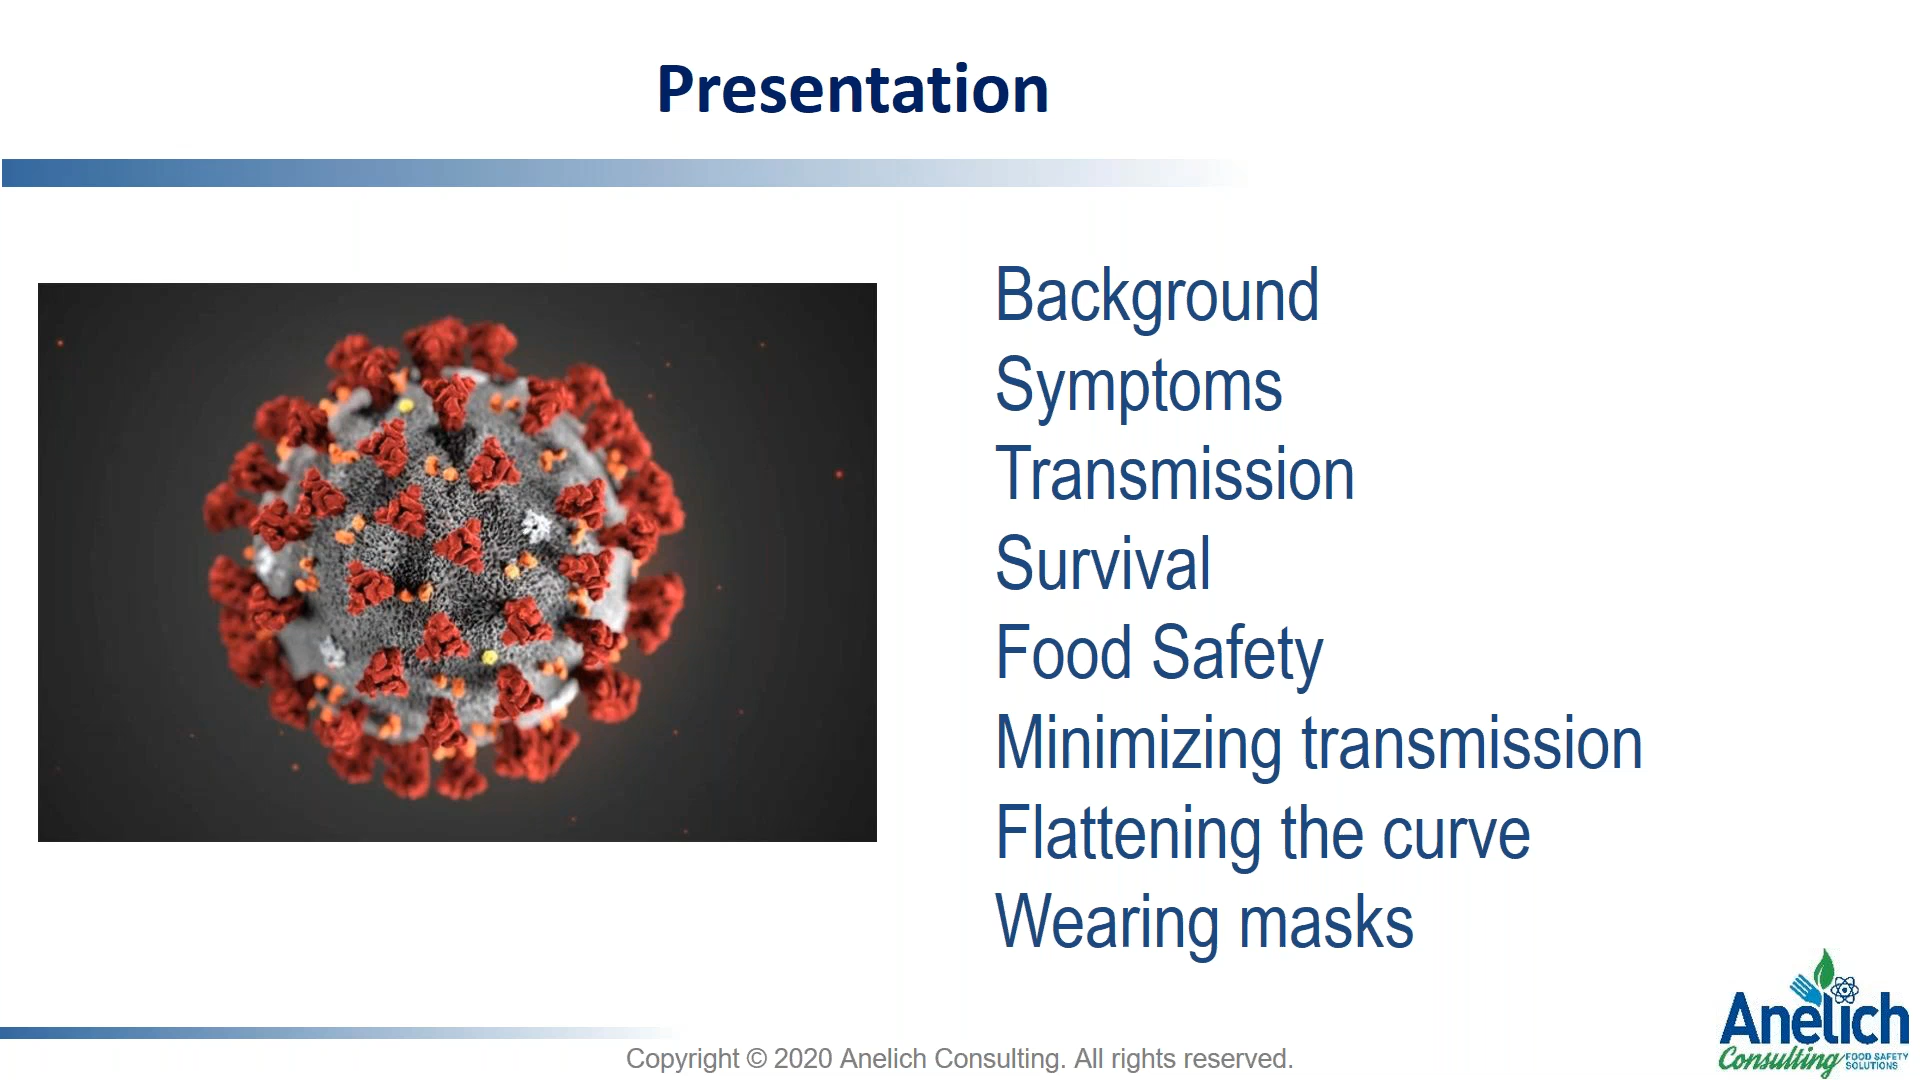 Presentation
Background
Symptoms
Transmission
Survival
Food Safety
Minimizing transmission
Flattening the curve
Wearing masks
Copyright © 2020 Anelich Consulting. All rights reserved.
Anelich
Consulting FOOD SAFETY
SOLUTIONS